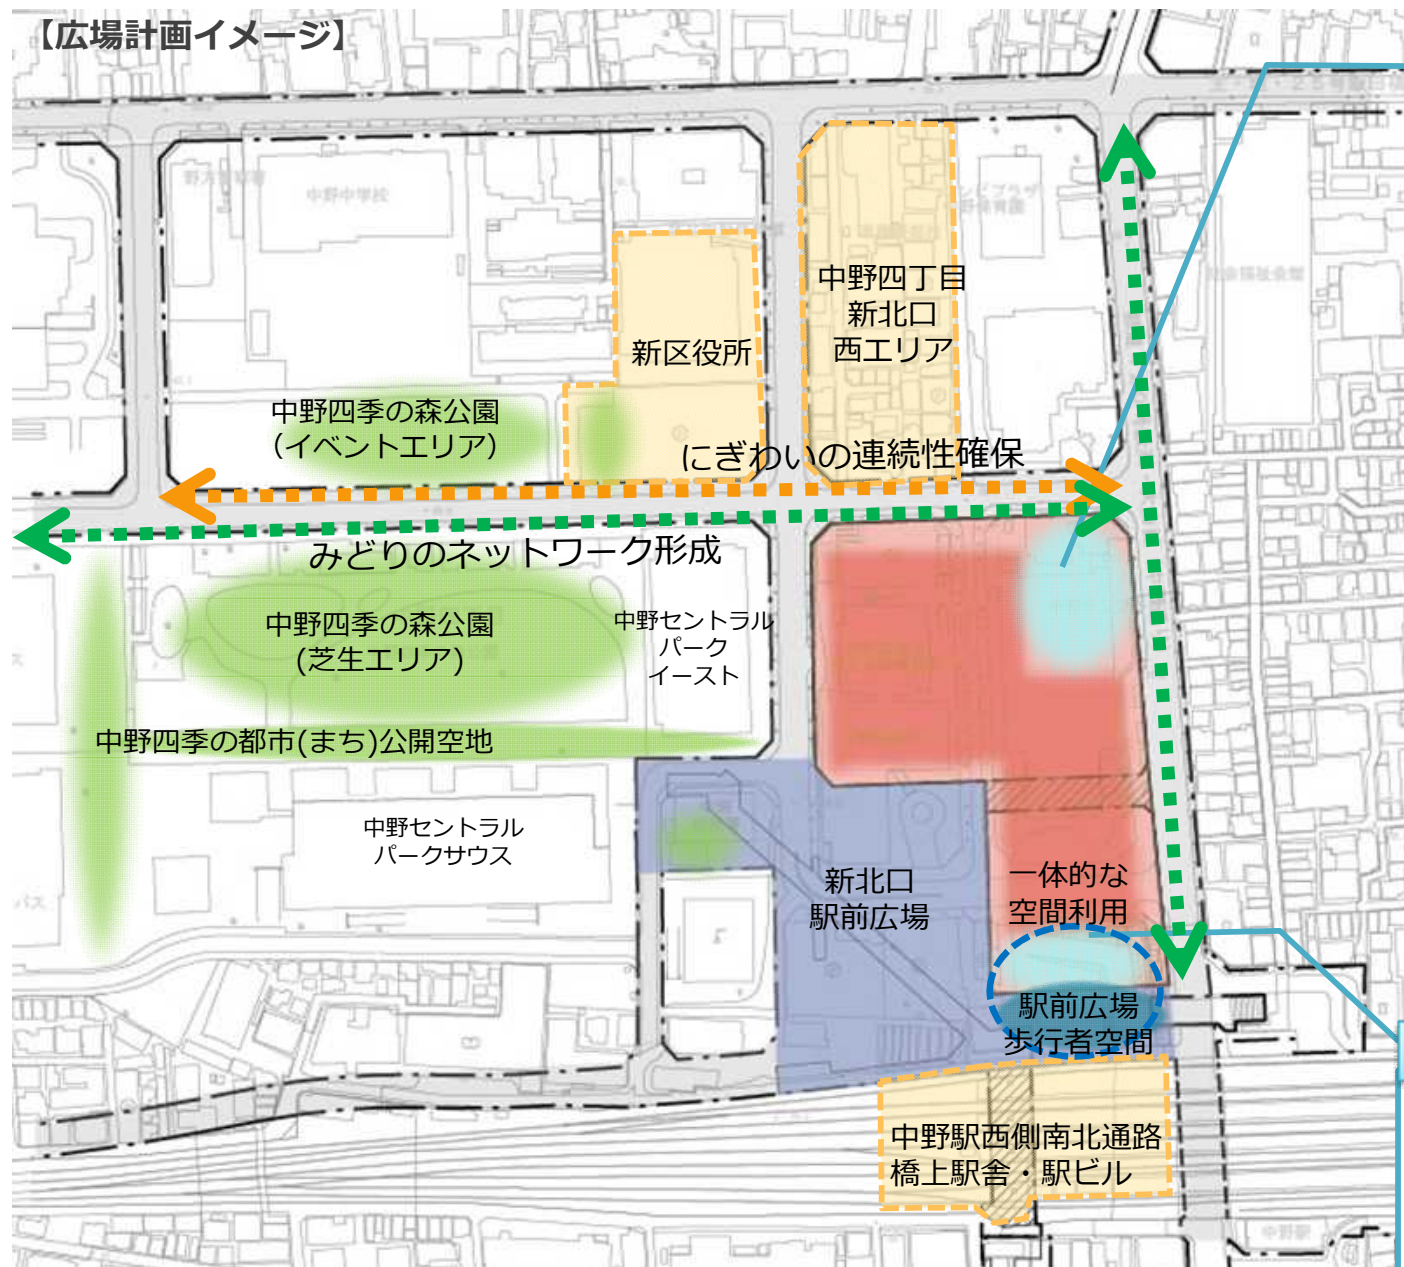 【広場計画イメージ】
中野中学校
中野四丁目
新北口
西エリア
新区役所
中野四季の森公園
（イベントエリア）
にぎわいの連続性確保
みどりのネットワーク形成
中野四季の森公園
(芝生エリア)
中野セントラル
パーク
イースト
中野四季の都市(まち)公開空地
中野セントラル
パークサウス
新北口
駅前広場
一体的な
空間利用
駅前広場
歩行者空間
中野駅西側南北通路
橋上駅舎・駅ビル
中野駅